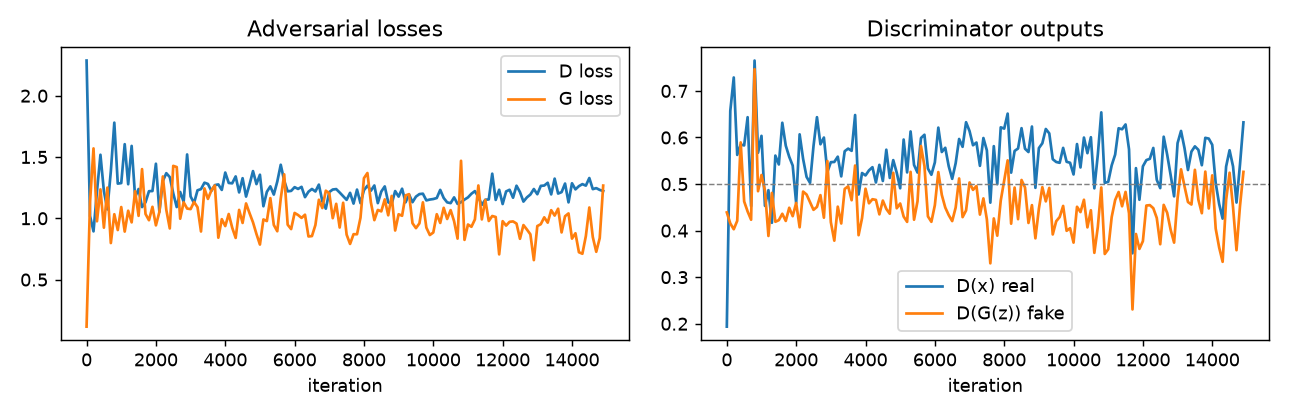 Adversarial losses
D loss
G loss
2.0
1.5
1.0
0.5
0 2000 4000 6000 8000 10000 12000 14000
iteration
Discriminator outputs
0.7
0.6
0.5
0.4
0.3
0.2
D(x) real
D(G(z)) fake
0 2000 4000 6000 8000 10000 12000 14000
iteration